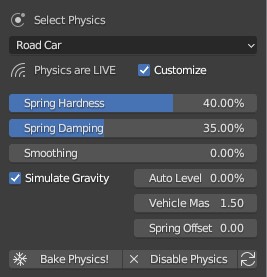 Select Physics
Road Car
Physics are LIVE Customize
Spring Hardness 40.00%
Spring Damping 35.00%
Smoothing 0.00%
Simulate Gravity Auto Level 0.00%
Vehicle Mas 1.50
Spring Offset 0.00
Bake Physics! Disable Physics